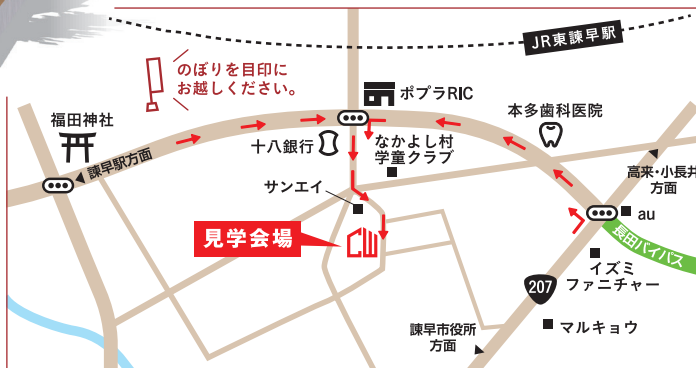 JR東諫早駅
のぼりを目印に
お越しください。
ポプラRIC
本多歯科医院
福田神社
十八銀行
なかよし村
学童クラブ
諫早駅方面
高来・小長井
方面
サンエイ
au
見学会場
長田バイパス
イズミ
ファニチャー
207
諫早市役所
方面
マルキョウ